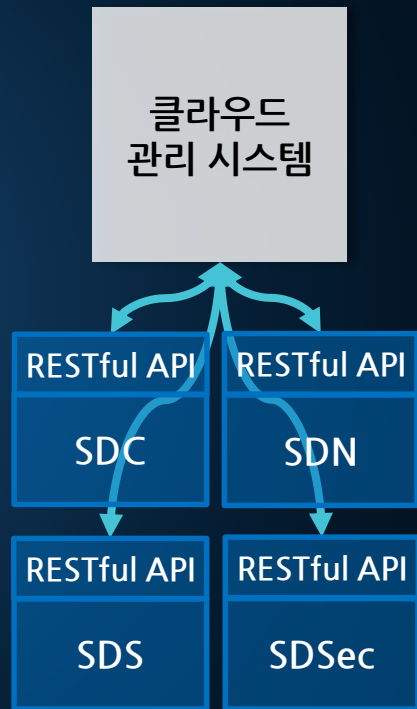 클라우드
관리 시스템
RESTful API
SDC
RESTful API
SDN
RESTful API
SDS
RESTful API
SDSec